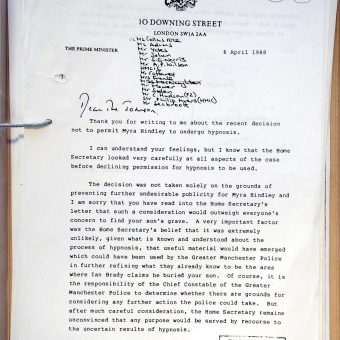 10 DOWNING STREET
LONDON SW1A 2AA
THE PRIME MINISTER
6 April 1988
Ms Adams
Mr Yates
Mr A.P. Wilson
HMCIC
Mr Bolton
Dear Mrs Johnson
Thank you for writing to me about the recent decision
not to permit Myra Hindley to undergo hypnosis.
I can understand your feelings, but I know that the Home
Secretary looked very carefully at all aspects of the case
before declining permission for hypnosis to be used.
The decision was not taken solely on the grounds of
preventing further undesirable publicity for Myra Hindley and
I am sorry that you have read into the Home Secretary's
letter that such a consideration would outweigh everyone's
concern to find your son's grave. A very important factor
was the Home Secretary's belief that it was extremely
unlikely, given what is known and understood about the
process of hypnosis, that useful material would have emerged
which could have been used by the Greater Manchester Police
in further refining what they already know to be the area
where Ian Brady claims he buried your son. Of course, it is
the responsibility of the Chief Constable of the Greater
Manchester Police to determine whether there are grounds for
considering any further action the police could take. But
after much careful consideration, the Home Secretary remains
unconvinced that any purpose would be served by recourse to
the uncertain results of hypnosis.